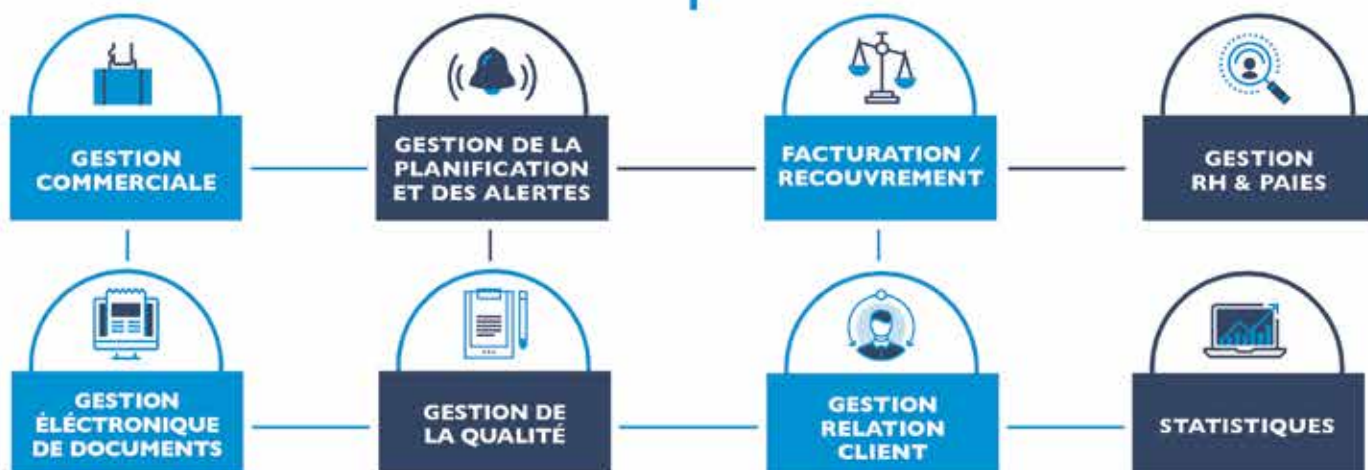 GESTION
COMMERCIALE
GESTION DE LA
PLANIFICATION
ET DES ALERTES
FACTURATION /
RECOUVREMENT
GESTION
RH & PAIES
GESTION
ÉLÉCTRONIQUE
DE DOCUMENTS
GESTION DE
LA QUALITÉ
GESTION
RELATION
CLIENT
STATISTIQUES